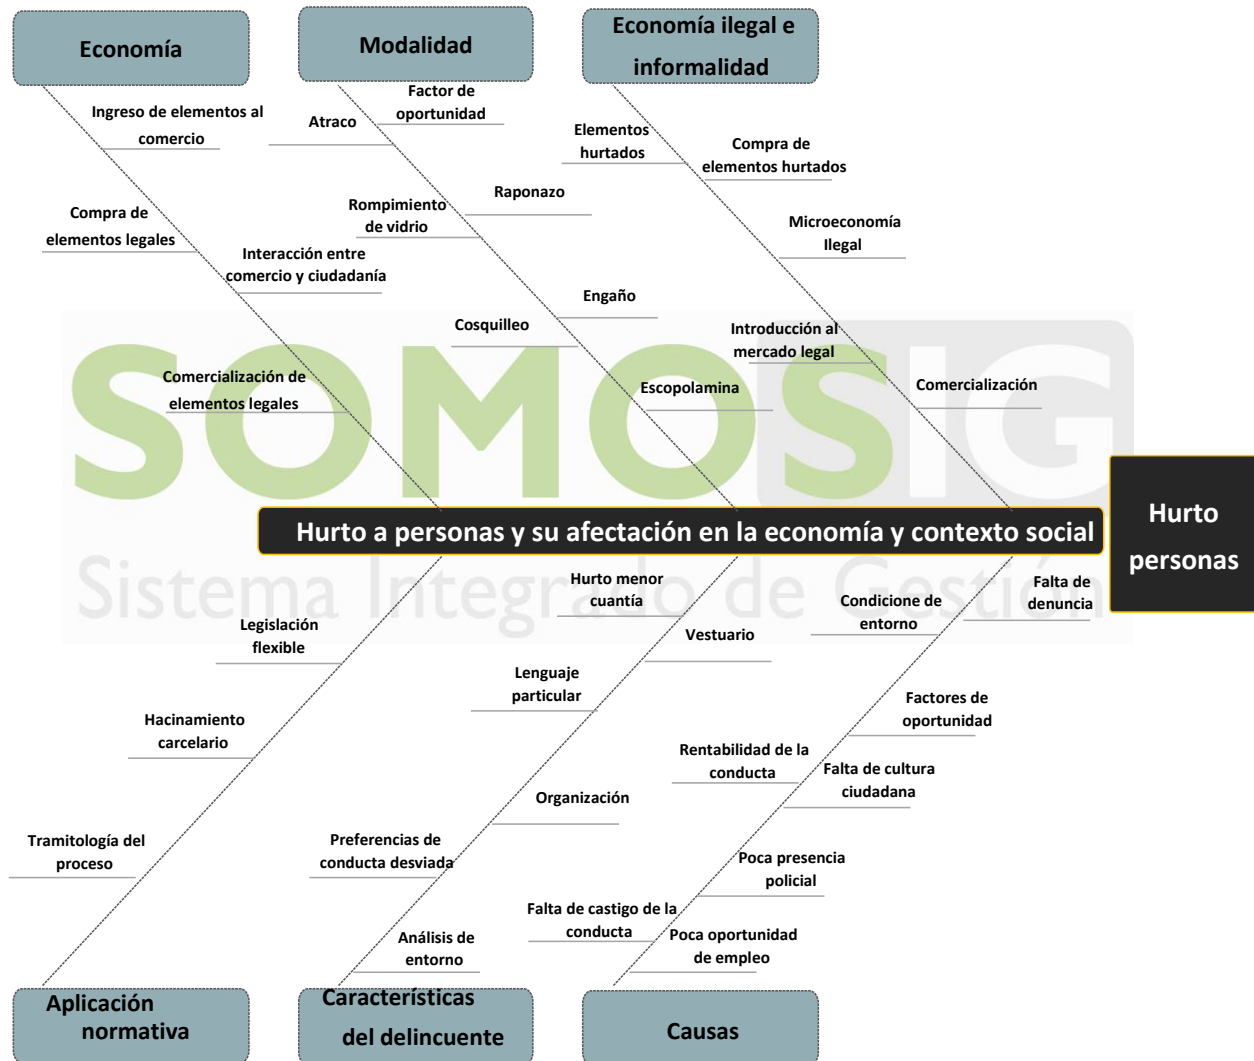 Economía
Modalidad
Economía ilegal e
informalidad
Ingreso de elementos al
comercio
Compra de
elementos legales
Interacción entre
comercio y ciudadanía
Comercialización de
elementos legales
Factor de
oportunidad
Atraco
Raponazo
Rompimiento
de vidrio
Engaño
Cosquilleo
Escopolamina
Elementos
hurtados
Compra de
elementos hurtados
Microeconomía
Ilegal
Introducción al
mercado legal
Comercialización
SOMOSIG
Sistema Integrado de Gestión
Hurto a personas y su afectación en la economía y contexto social
Hurto
personas
Legislación
flexible
Hacinamiento
carcelario
Tramitología del
proceso
Hurto menor
cuantía
Vestuario
Lenguaje
particular
Organización
Preferencias de
conducta desviada
Análisis de
entorno
Falta de
denuncia
Condicione de
entorno
Factores de
oportunidad
Rentabilidad de la
conducta
Falta de cultura
ciudadana
Poca presencia
policial
Falta de castigo de la
conducta
Poca oportunidad
de empleo
Aplicación
normativa
Característicás
del delincuente
Causas